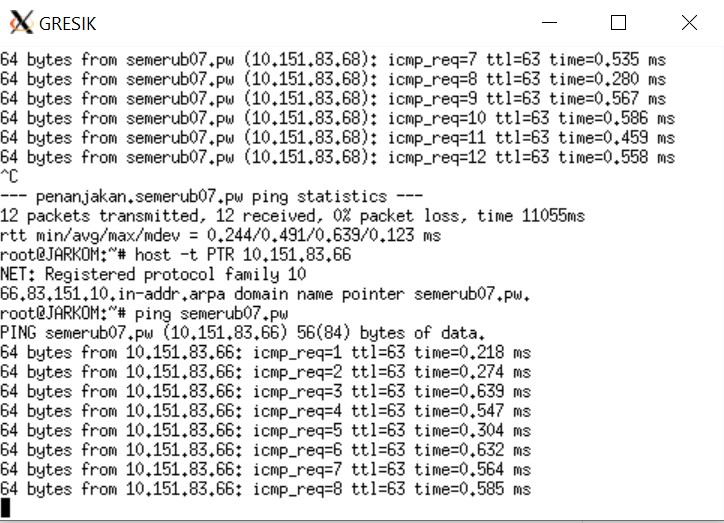 GRESIK
64 bytes from semerub07.pw (10.151.83.68): icmp_req=7 ttl=63 time=0.535 ms
64 bytes from semerub07.pw (10.151.83.68): icmp_req=8 ttl=63 time=0.280 ms
64 bytes from semerub07.pw (10.151.83.68): icmp_req=9 ttl=63 time=0.567 ms
64 bytes from semerub07.pw (10.151.83.68): icmp_req=10 ttl=63 time=0.586 ms
64 bytes from semerub07.pw (10.151.83.68): icmp_req=11 ttl=63 time=0.459 ms
64 bytes from semerub07.pw (10.151.83.68): icmp_req=12 ttl=63 time=0.558 ms
^C
--- penanjakan.semerub07.pw ping statistics ---
12 packets transmitted, 12 received, 0% packet loss, time 11055ms
rtt min/avg/max/mdev = 0.244/0.491/0.639/0.123 ms
root@JARKOM:~# host -t PTR 10.151.83.66
NET: Registered protocol family 10
66.83.151.10.in-addr.arpa domain name pointer semerub07.pw.
root@JARKOM:~# ping semerub07.pw
PING semerub07.pw (10.151.83.66) 56(84) bytes of data.
64 bytes from 10.151.83.66: icmp_req=1 ttl=63 time=0.218 ms
64 bytes from 10.151.83.66: icmp_req=2 ttl=63 time=0.274 ms
64 bytes from 10.151.83.66: icmp_req=3 ttl=63 time=0.639 ms
64 bytes from 10.151.83.66: icmp_req=4 ttl=63 time=0.547 ms
64 bytes from 10.151.83.66: icmp_req=5 ttl=63 time=0.304 ms
64 bytes from 10.151.83.66: icmp_req=6 ttl=63 time=0.632 ms
64 bytes from 10.151.83.66: icmp_req=7 ttl=63 time=0.564 ms
64 bytes from 10.151.83.66: icmp_req=8 ttl=63 time=0.585 ms